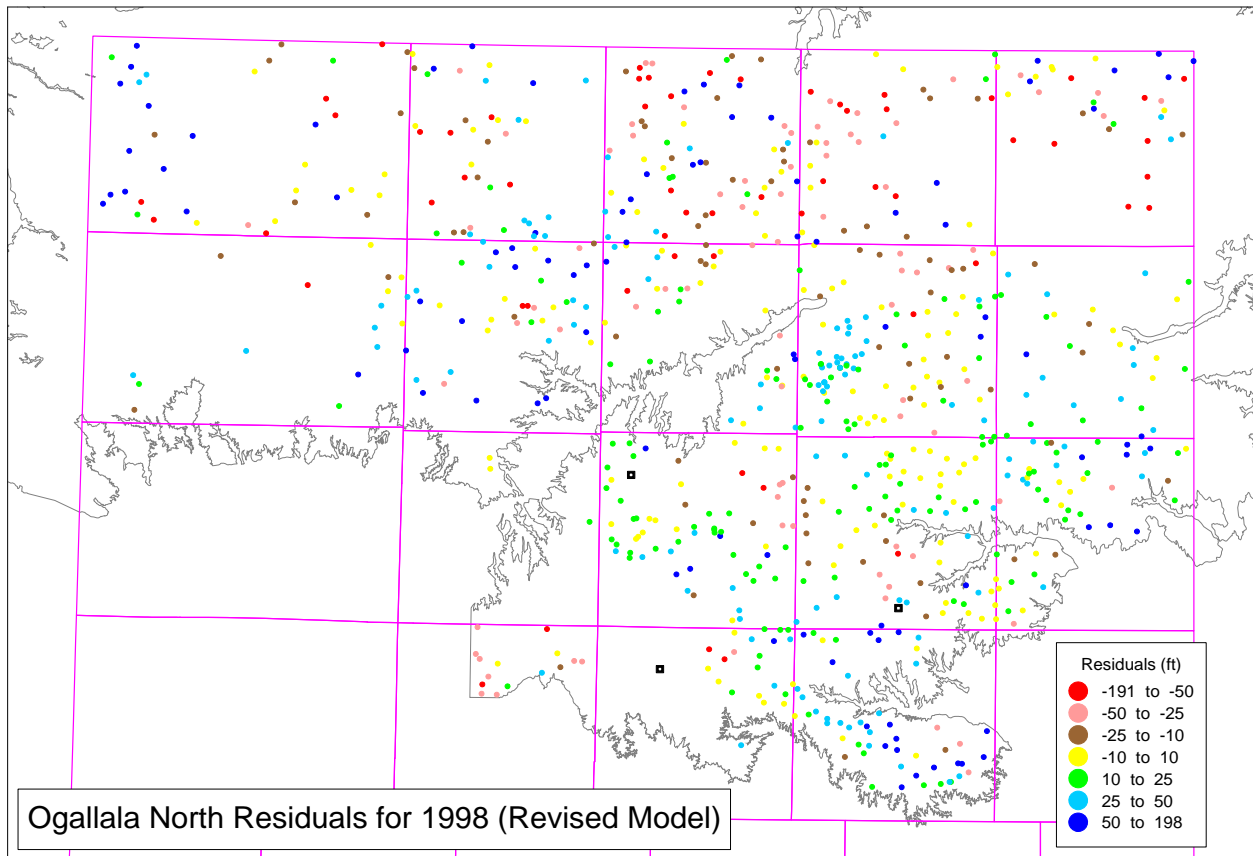 Residuals (ft)
-191 to -50
-50 to -25
-25 to -10
-10 to 10
10 to 25
25 to 50
50 to 198
Ogallala North Residuals for 1998 (Revised Model)